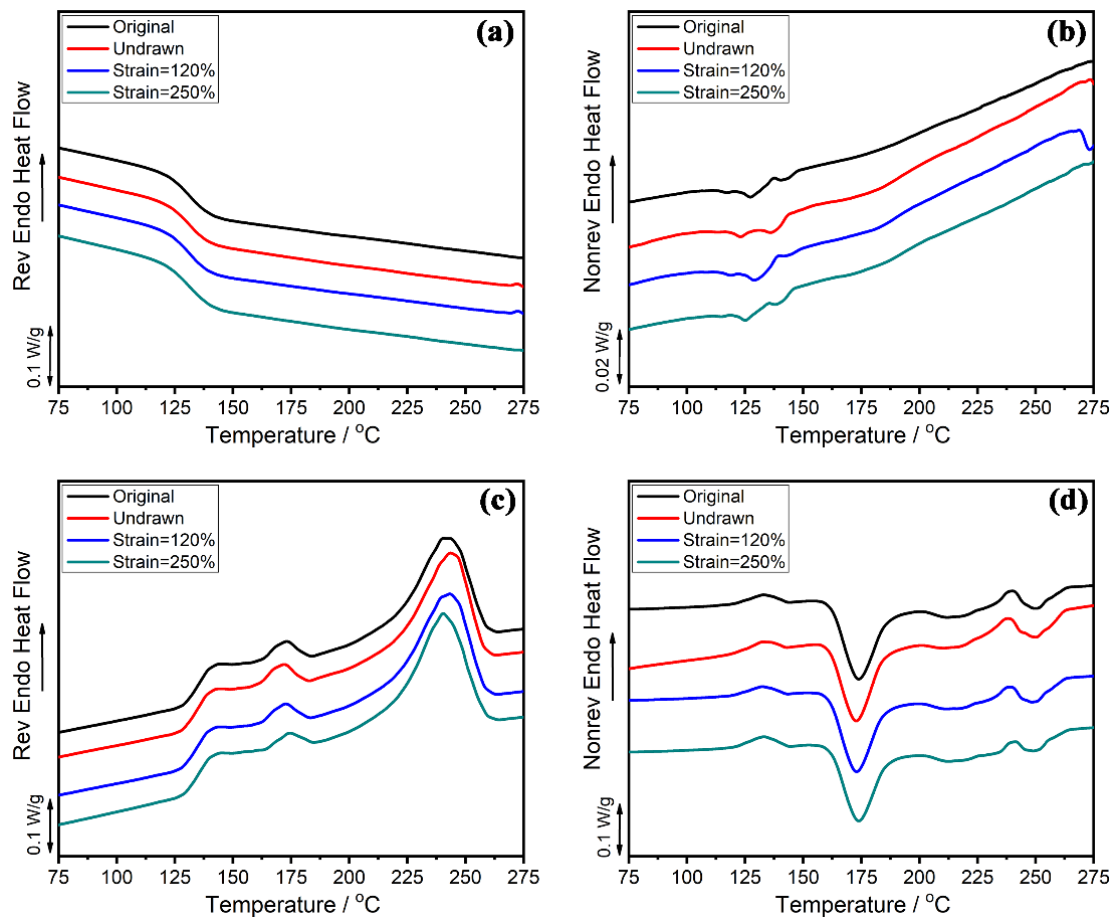 Original
Undrawn
Strain=120%
Strain=250%
(a)
Rev Endo Heat Flow
0.1 W/g
75 100 125 150 175 200 225 250 275
Temperature / °C
Original
Undrawn
Strain=120%
Strain=250%
(b)
Nonrev Endo Heat Flow
0.02 W/g
75 100 125 150 175 200 225 250 275
Temperature / °C
Original
Undrawn
Strain=120%
Strain=250%
(c)
Rev Endo Heat Flow
0.1 W/g
75 100 125 150 175 200 225 250 275
Temperature / °C
Original
Undrawn
Strain=120%
Strain=250%
(d)
Nonrev Endo Heat Flow
0.1 W/g
75 100 125 150 175 200 225 250 275
Temperature / °C